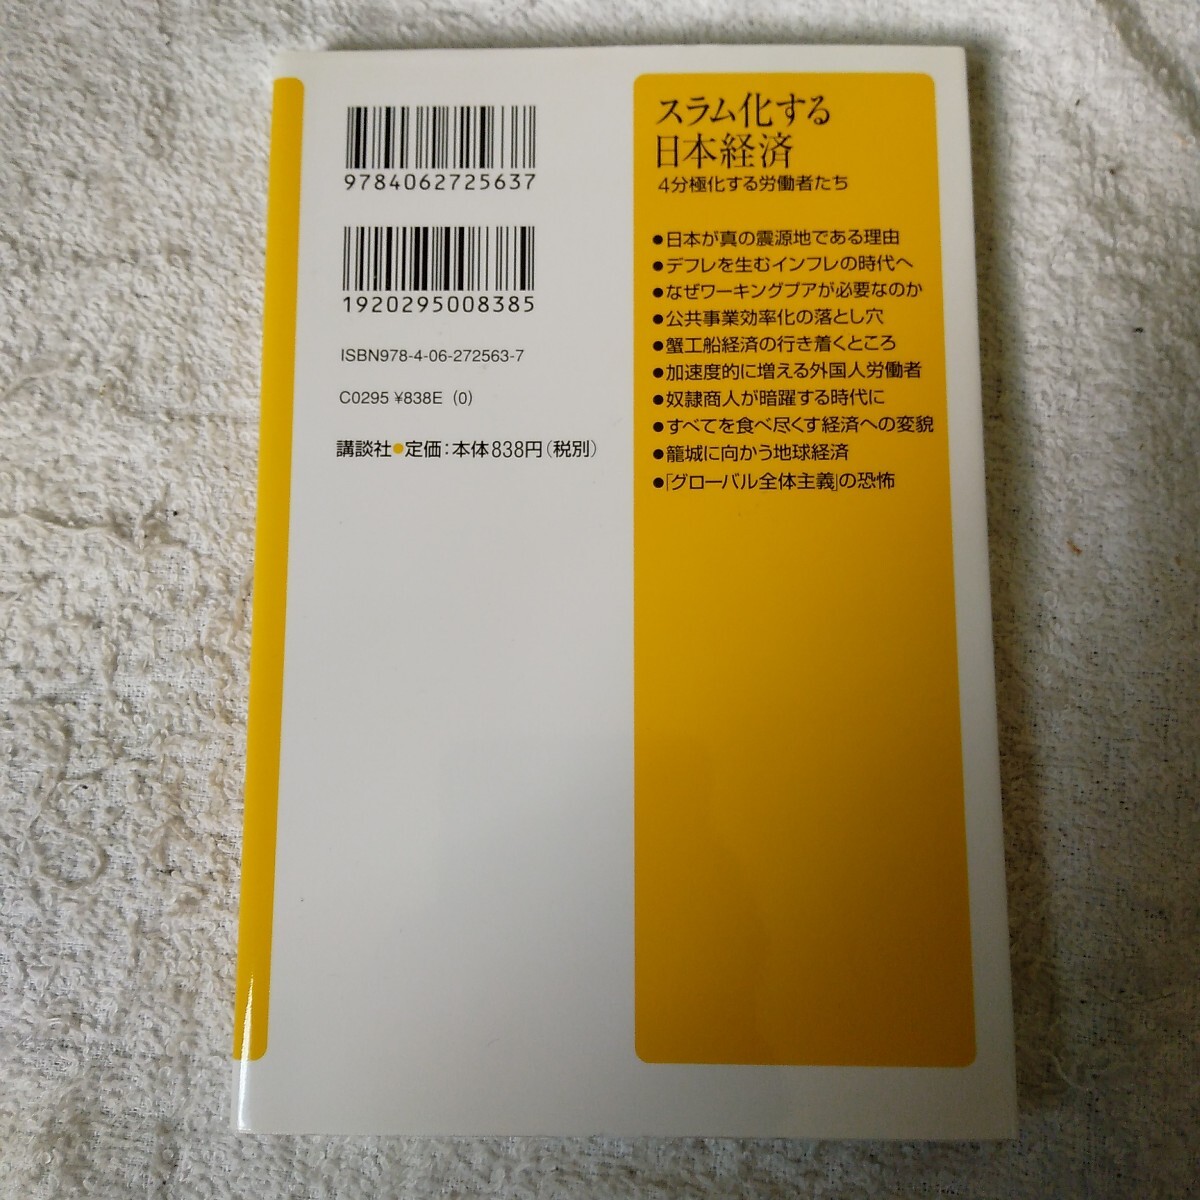 9784062725637
1920295008385
ISBN978-4-06-272563-7
C0295 ¥838E (0)
講談社●定価:本体838円(税別)
スラム化する
日本経済
4分極化する労働者たち
●日本が真の震源地である理由
●デフレを生むインフレの時代へ
●なぜワーキングプアが必要なのか
●公共事業効率化の落とし穴
●蟹工船経済の行き着くところ
●加速度的に増える外国人労働者
●奴隷商人が暗躍する時代に
●すべてを食べ尽くす経済への変貌
●籠城に向かう地球経済
●「グローバル全体主義」の恐怖